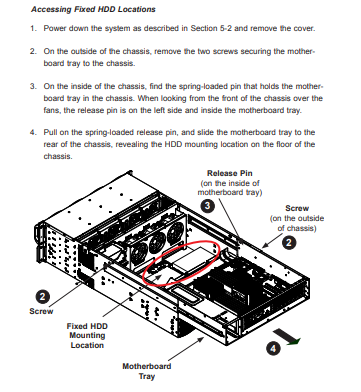 Accessing Fixed HDD Locations
1. Power down the system as described in Section 5-2 and remove the cover.
2. On the outside of the chassis, remove the two screws securing the mother-
board tray to the chassis.
3. On the inside of the chassis, find the spring-loaded pin that holds the mother-
board tray in the chassis. When looking from the front of the chassis over the
fans, the release pin is on the left side and inside the motherboard tray.
4. Pull on the spring-loaded release pin, and slide the motherboard tray to the
rear of the chassis, revealing the HDD mounting location on the floor of the
chassis.
Release Pin
(on the inside of
motherboard tray)
3
Screw
(on the outside
of chassis)
2
2
Screw
Fixed HDD
Mounting
Location
4
Motherboard
Tray